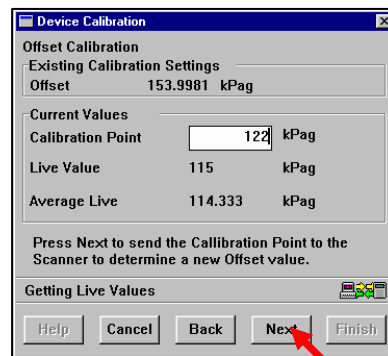 Device Calibration
Offset Calibration
Existing Calibration Settings
Offset 153.9981 kPag
Current Values
Calibration Point 122 kPag
Live Value 115 kPag
Average Live 114.333 kPag
Press Next to send the Callibration Point to the
Scanner to determine a new Offset value.
Getting Live Values
Help Cancel Back Next Finish